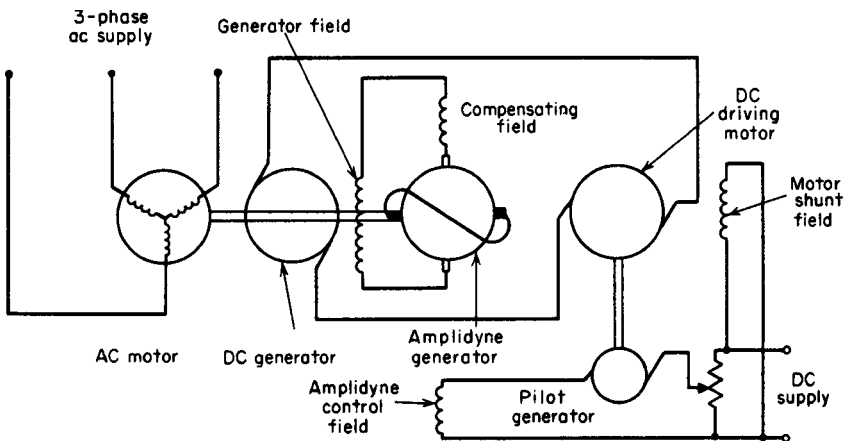 3-phase
ac supply
Generator field
Compensating
field
DC
driving
motor
Motor
shunt
field
AC motor
DC generator
Amplidyne
generator
Amplidyne
control
field
Pilot
generator
DC
supply